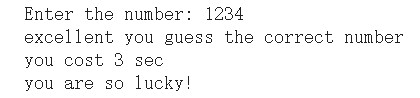 Enter the number: 1234
excellent you guess the correct number
you cost 3 sec
you are so lucky!